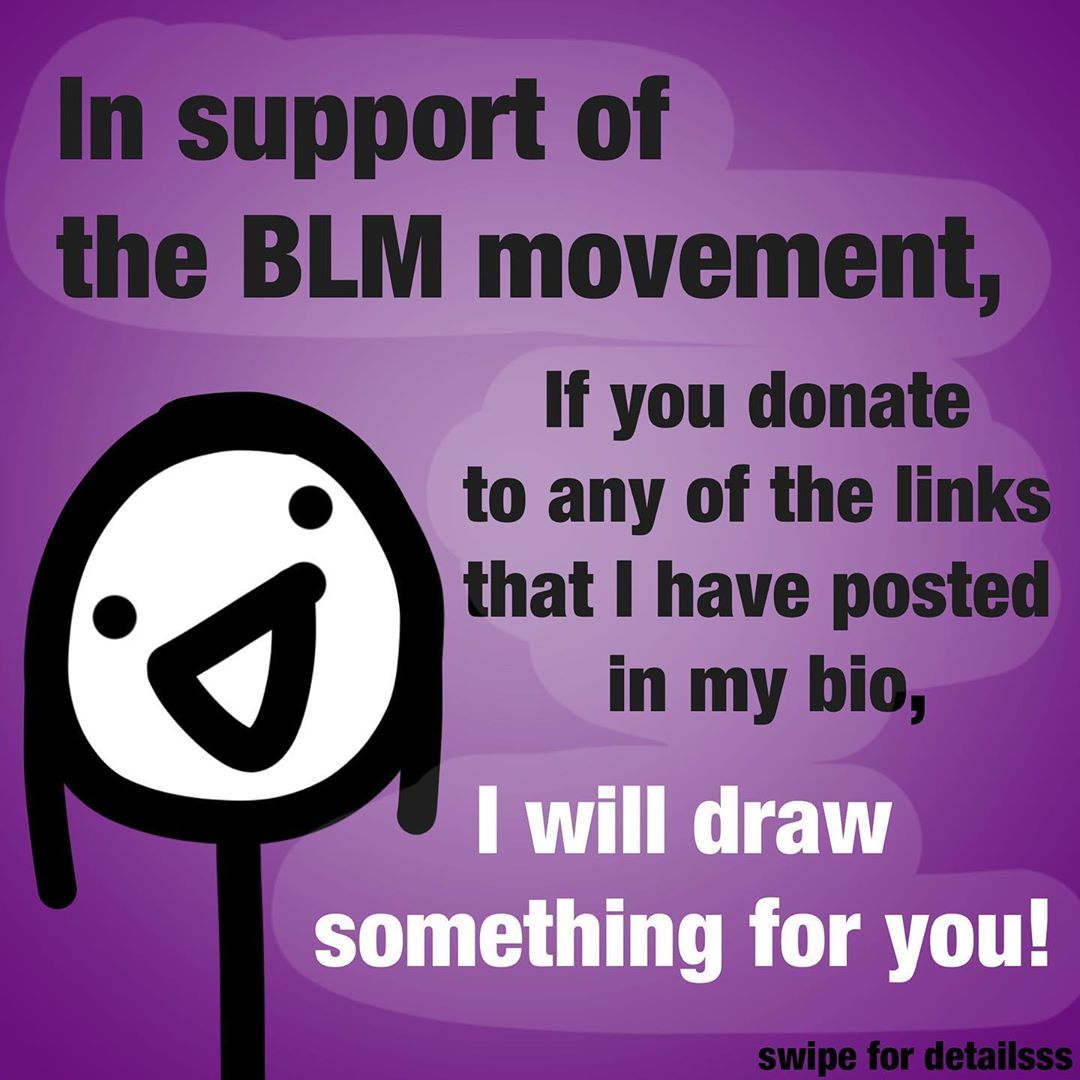 In support of
the BLM movement,
If you donate
to any of the links
that I have posted
in my bio,
I will draw
something for you!
swipe for detailsss